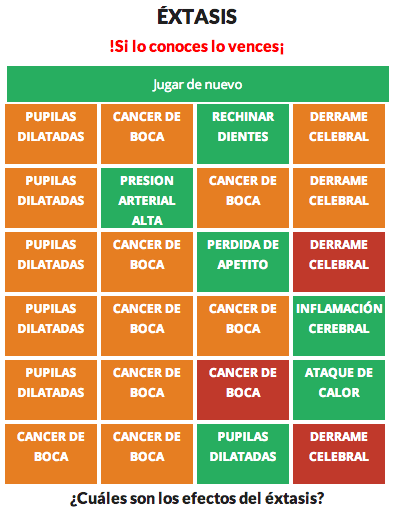 ÉXTASIS
!Si lo conoces lo vences¡
Jugar de nuevo
PUPILAS DILATADAS CANCER DE BOCA RECHINAR DIENTES DERRAME CELEBRAL
PUPILAS DILATADAS PRESION ARTERIAL ALTA CANCER DE BOCA DERRAME CELEBRAL
PUPILAS DILATADAS CANCER DE BOCA PERDIDA DE APETITO DERRAME CELEBRAL
PUPILAS DILATADAS CANCER DE BOCA CANCER DE BOCA INFLAMACIÓN CEREBRAL
PUPILAS DILATADAS CANCER DE BOCA CANCER DE BOCA ATAQUE DE CALOR
CANCER DE BOCA CANCER DE BOCA PUPILAS DILATADAS DERRAME CELEBRAL
¿Cuáles son los efectos del éxtasis?